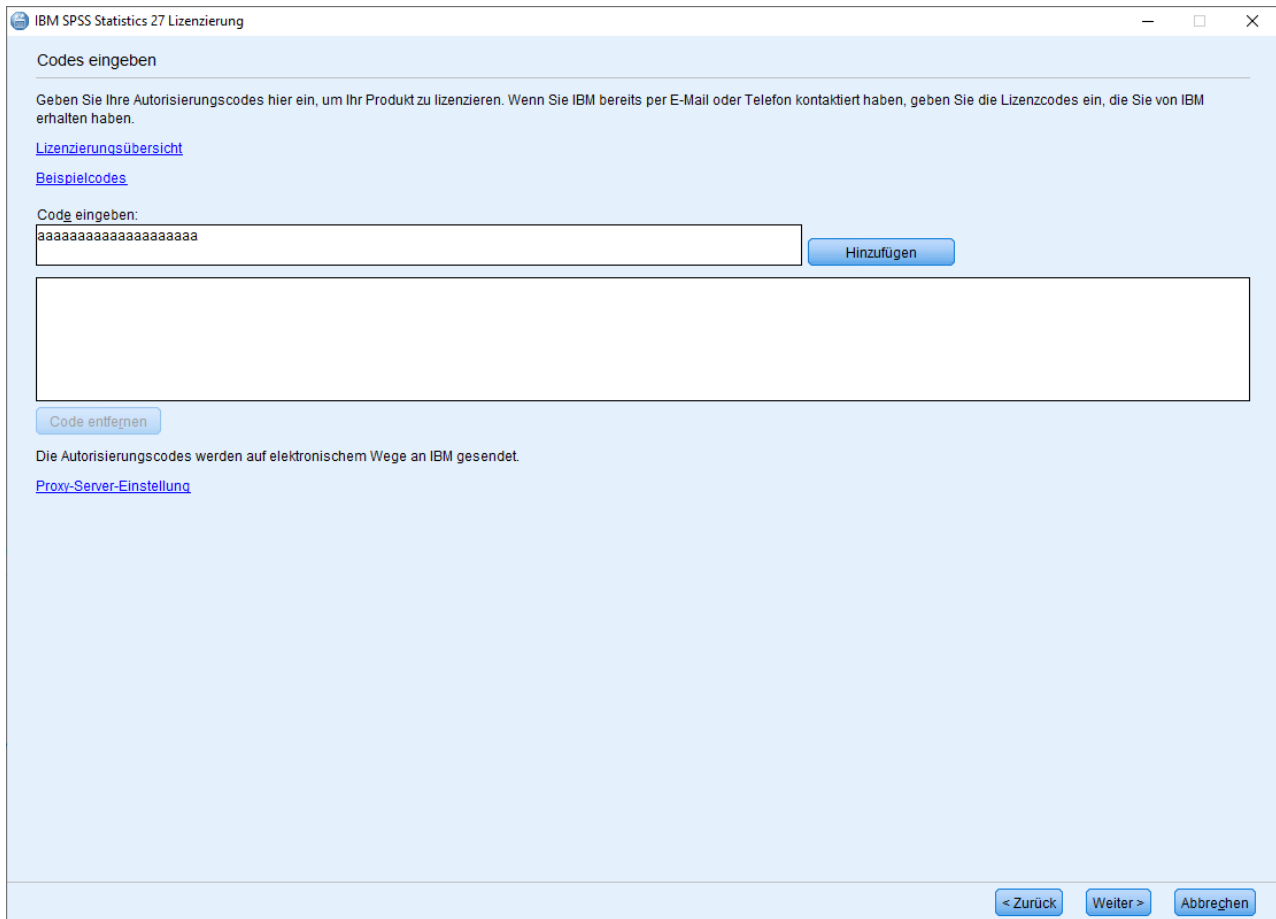 IBM SPSS Statistics 27 Lizenzierung
Codes eingeben
Geben Sie Ihre Autorisierungscodes hier ein, um Ihr Produkt zu lizenzieren. Wenn Sie IBM bereits per E-Mail oder Telefon kontaktiert haben, geben Sie die Lizenzcodes ein, die Sie von IBM
erhalten haben.
Lizenzierungsübersicht
Beispielcodes
Code eingeben:
aaaaaaaaaaaaaaaaaaaa
Hinzufügen
Code entfernen
Die Autorisierungscodes werden auf elektronischem Wege an IBM gesendet.
Proxy-Server-Einstellung
< Zurück
Weiter >
Abbrechen